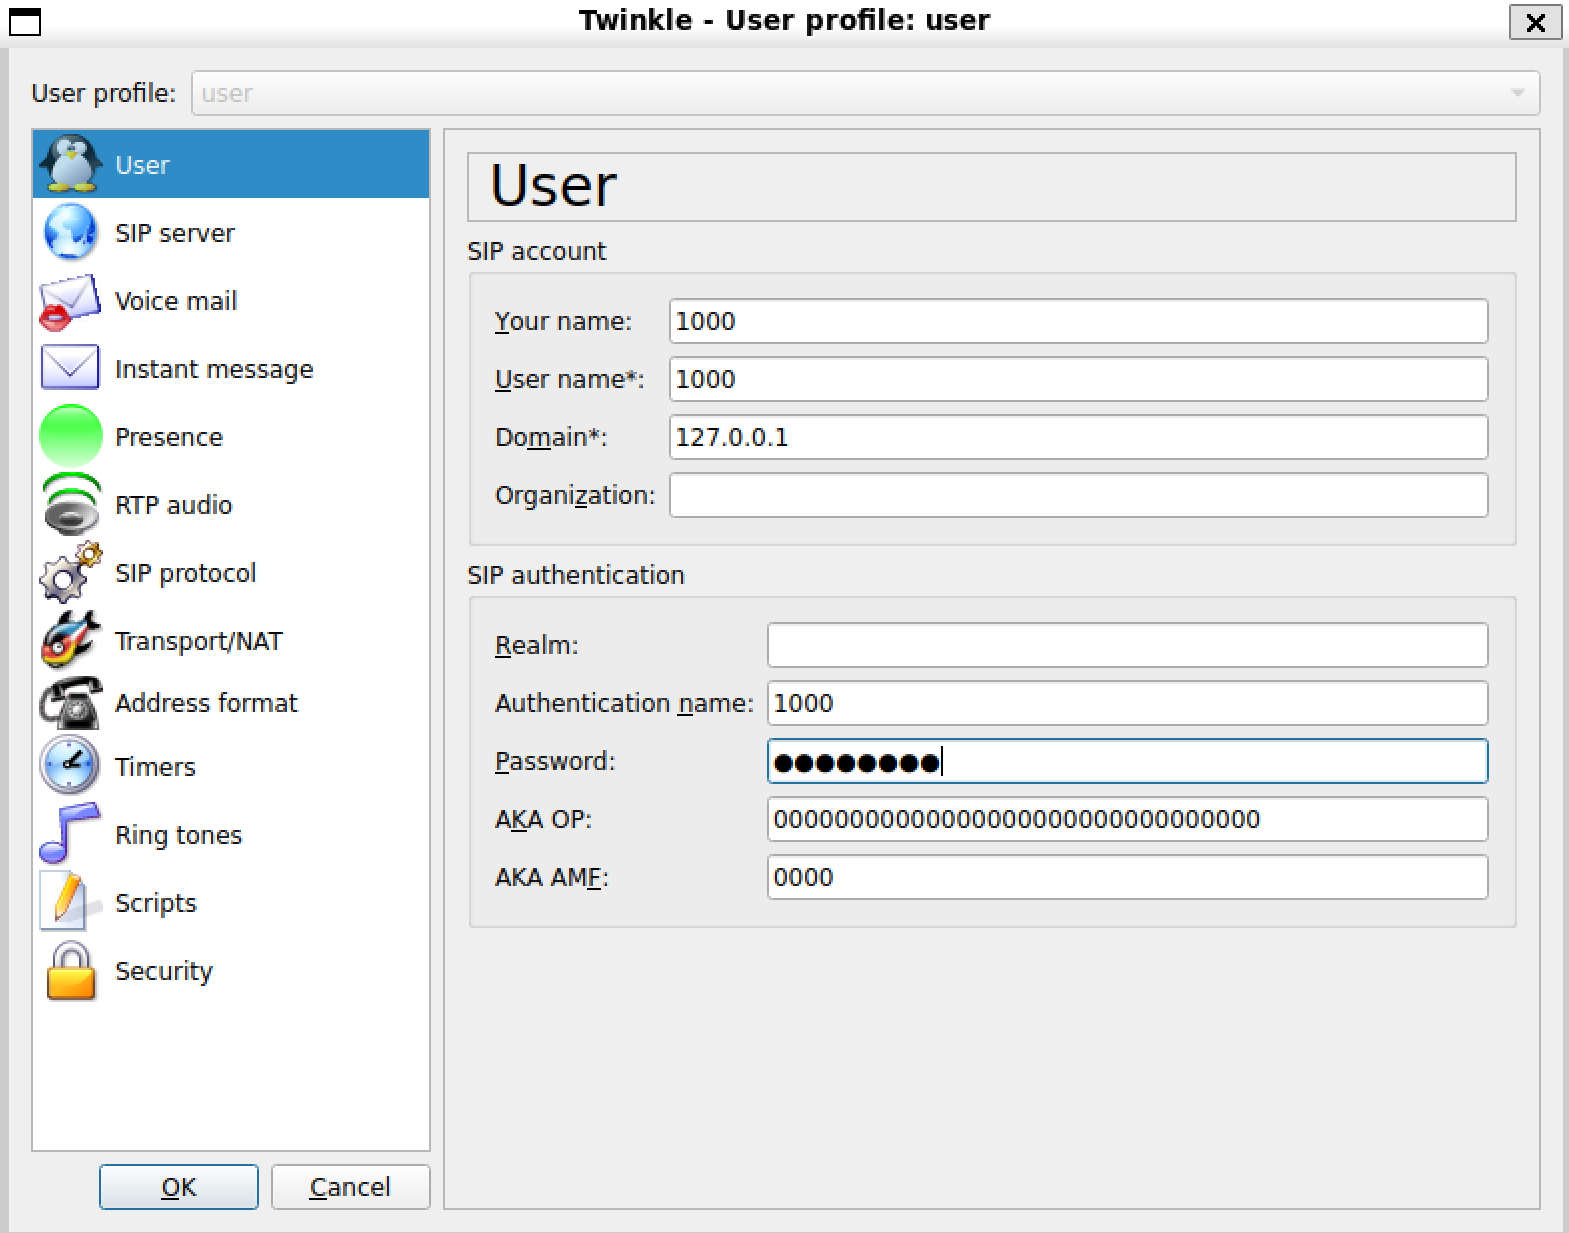 Twinkle - User profile: user
User profile: user
User
SIP server
Voice mail
Instant message
Presence
RTP audio
SIP protocol
Transport/NAT
Address format
Timers
Ring tones
Scripts
Security
OK
Cancel
User
SIP account
Your name: 1000
User name*: 1000
Domain*: 127.0.0.1
Organization:
SIP authentication
Realm:
Authentication name: 1000
Password: ●●●●●●●●
AKA OP: 00000000000000000000000000000000
AKA AMF: 0000